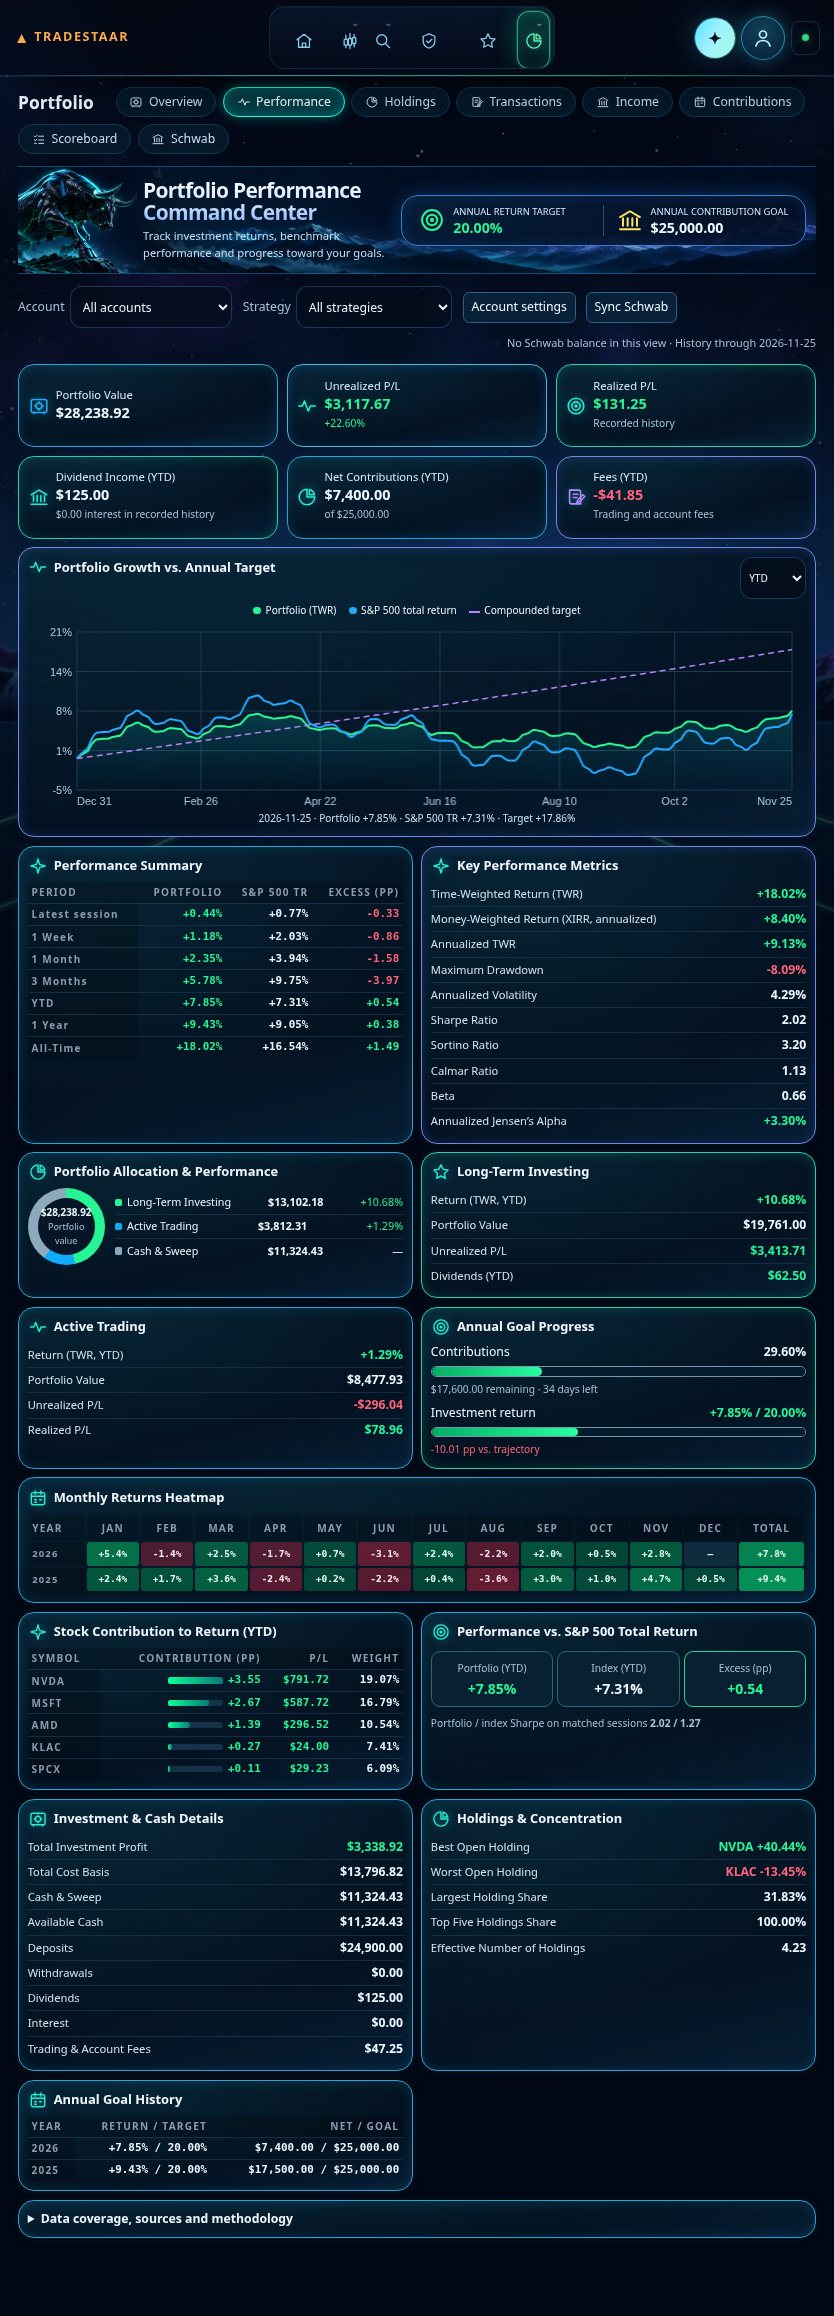 TRADESTAAR
Portfolio
Overview
Performance
Holdings
Transactions
Income
Contributions
Scoreboard
Schwab
Portfolio Performance
Command Center
Track investment returns, benchmark
performance and progress toward your goals.
ANNUAL RETURN TARGET
20.00%
ANNUAL CONTRIBUTION GOAL
$25,000.00
Account All accounts Strategy All strategies Account settings Sync Schwab
No Schwab balance in this view · History through 2026-11-25
Portfolio Value
$28,238.92
Unrealized P/L
$3,117.67
+22.60%
Realized P/L
$131.25
Recorded history
Dividend Income (YTD)
$125.00
$0.00 interest in recorded history
Net Contributions (YTD)
$7,400.00
of $25,000.00
Fees (YTD)
-$41.85
Trading and account fees
Portfolio Growth vs. Annual Target
YTD
Portfolio (TWR) S&P 500 total return Compounded target
21%
14%
8%
1%
-5%
Dec 31 Feb 26 Apr 22 Jun 16 Aug 10 Oct 2 Nov 25
2026-11-25 · Portfolio +7.85% · S&P 500 TR +7.31% · Target +17.86%
Performance Summary
PERIOD PORTFOLIO S&P 500 TR EXCESS (PP)
Latest session +0.44% +0.77% -0.33
1 Week +1.18% +2.03% -0.86
1 Month +2.35% +3.94% -1.58
3 Months +5.78% +9.75% -3.97
YTD +7.85% +7.31% +0.54
1 Year +9.43% +9.05% +0.38
All-Time +18.02% +16.54% +1.49
Key Performance Metrics
Time-Weighted Return (TWR) +18.02%
Money-Weighted Return (XIRR, annualized) +8.40%
Annualized TWR +9.13%
Maximum Drawdown -8.09%
Annualized Volatility 4.29%
Sharpe Ratio 2.02
Sortino Ratio 3.20
Calmar Ratio 1.13
Beta 0.66
Annualized Jensen’s Alpha +3.30%
Portfolio Allocation & Performance
$28,238.92
Portfolio
value
Long-Term Investing $13,102.18 +10.68%
Active Trading $3,812.31 +1.29%
Cash & Sweep $11,324.43 —
Long-Term Investing
Return (TWR, YTD) +10.68%
Portfolio Value $19,761.00
Unrealized P/L $3,413.71
Dividends (YTD) $62.50
Active Trading
Return (TWR, YTD) +1.29%
Portfolio Value $8,477.93
Unrealized P/L -$296.04
Realized P/L $78.96
Annual Goal Progress
Contributions 29.60%
$17,600.00 remaining · 34 days left
Investment return +7.85% / 20.00%
-10.01 pp vs. trajectory
Monthly Returns Heatmap
YEAR JAN FEB MAR APR MAY JUN JUL AUG SEP OCT NOV DEC TOTAL
2026 +5.4% -1.4% +2.5% -1.7% +0.7% -3.1% +2.4% -2.2% +2.0% +0.5% +2.8% — +7.8%
2025 +2.4% +1.7% +3.6% -2.4% +0.2% -2.2% +0.4% -3.6% +3.0% +1.0% +4.7% +0.5% +9.4%
Stock Contribution to Return (YTD)
SYMBOL CONTRIBUTION (PP) P/L WEIGHT
NVDA +3.55 $791.72 19.07%
MSFT +2.67 $587.72 16.79%
AMD +1.39 $296.52 10.54%
KLAC +0.27 $24.00 7.41%
SPCX +0.11 $29.23 6.09%
Performance vs. S&P 500 Total Return
Portfolio (YTD)
+7.85%
Index (YTD)
+7.31%
Excess (pp)
+0.54
Portfolio / index Sharpe on matched sessions 2.02 / 1.27
Investment & Cash Details
Total Investment Profit $3,338.92
Total Cost Basis $13,796.82
Cash & Sweep $11,324.43
Available Cash $11,324.43
Deposits $24,900.00
Withdrawals $0.00
Dividends $125.00
Interest $0.00
Trading & Account Fees $47.25
Holdings & Concentration
Best Open Holding NVDA +40.44%
Worst Open Holding KLAC -13.45%
Largest Holding Share 31.83%
Top Five Holdings Share 100.00%
Effective Number of Holdings 4.23
Annual Goal History
YEAR RETURN / TARGET NET / GOAL
2026 +7.85% / 20.00% $7,400.00 / $25,000.00
2025 +9.43% / 20.00% $17,500.00 / $25,000.00
Data coverage, sources and methodology